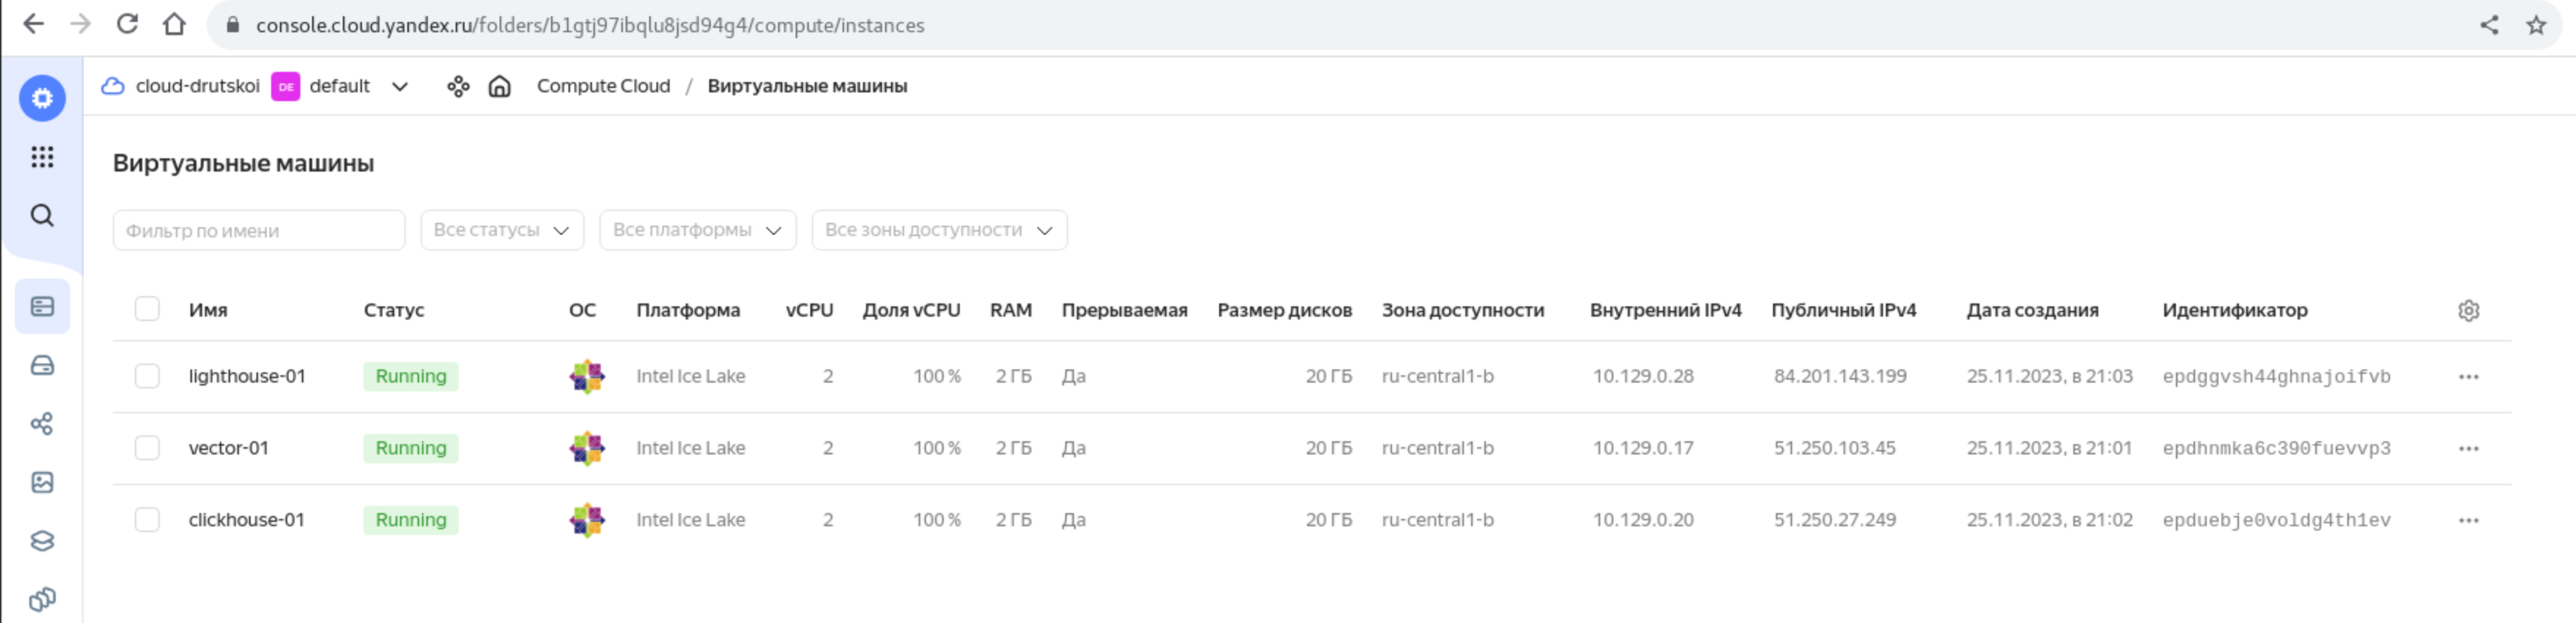 console.cloud.yandex.ru/folders/b1gtj97ibqlu8jsd94g4/compute/instances
cloud-drutskoi DE default Compute Cloud / Виртуальные машины
Виртуальные машины
Фильтр по имени Все статусы Все платформы Все зоны доступности
Имя Статус ОС Платформа vCPU Доля vCPU RAM Прерываемая Размер дисков Зона доступности Внутренний IPv4 Публичный IPv4 Дата создания Идентификатор
lighthouse-01 Running Intel Ice Lake 2 100 % 2 ГБ Да 20 ГБ ru-central1-b 10.129.0.28 84.201.143.199 25.11.2023, в 21:03 epdggvsh44ghnajoifvb
vector-01 Running Intel Ice Lake 2 100 % 2 ГБ Да 20 ГБ ru-central1-b 10.129.0.17 51.250.103.45 25.11.2023, в 21:01 epdhnmka6c390fuevvp3
clickhouse-01 Running Intel Ice Lake 2 100 % 2 ГБ Да 20 ГБ ru-central1-b 10.129.0.20 51.250.27.249 25.11.2023, в 21:02 epduebje0voldg4th1ev